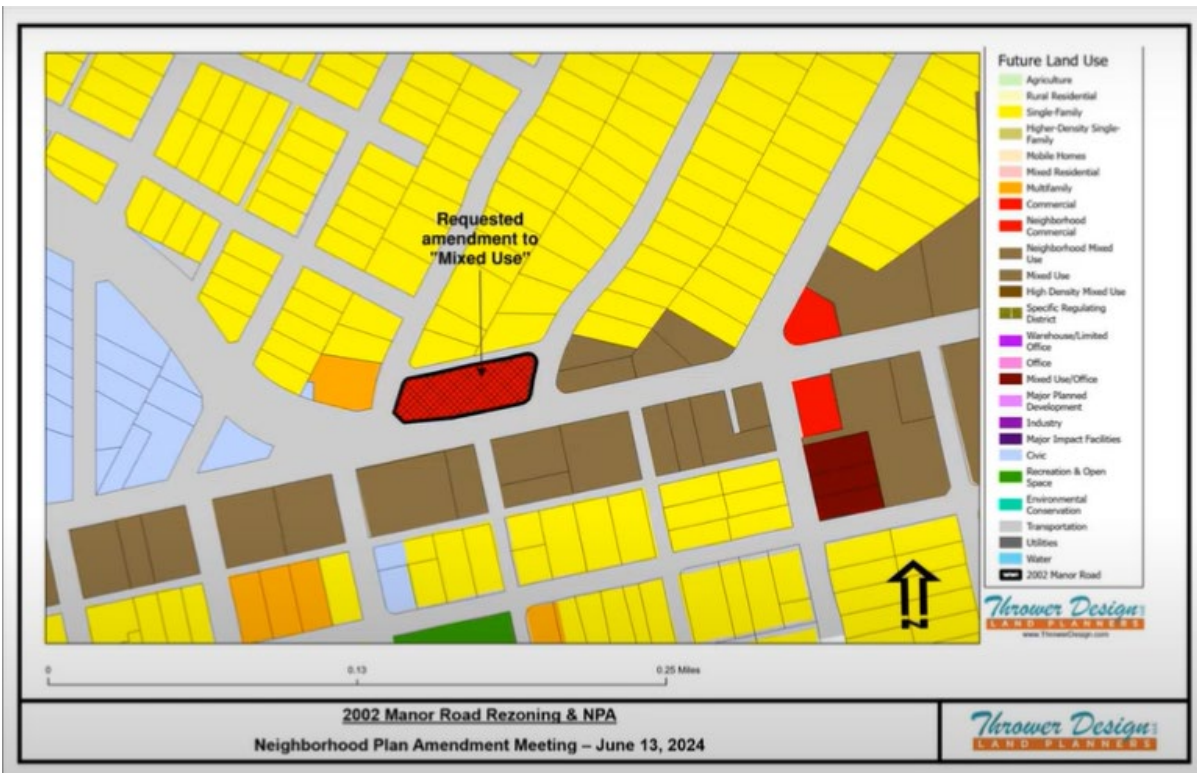 Requested
amendment to
"Mixed Use"
Future Land Use
Agriculture
Rural Residential
Single-Family
Higher-Density Single-
Family
Mobile Homes
Mixed Residential
Multifamily
Commercial
Neighborhood
Commercial
Neighborhood Mixed
Use
Mixed Use
High Density Mixed Use
Specific Regulating
District
Warehouse/Limited
Office
Office
Mixed Use/Office
Major Planned
Development
Industry
Major Impact Facilities
Civic
Recreation & Open
Space
Environmental
Conservation
Transportation
Utilities
Water
2002 Manor Road
N
Thrower Design
LAND PLANNERS
www.ThrowerDesign.com
0 0.13 0.25 Miles
2002 Manor Road Rezoning & NPA
Neighborhood Plan Amendment Meeting – June 13, 2024
Thrower Design
LAND PLANNERS